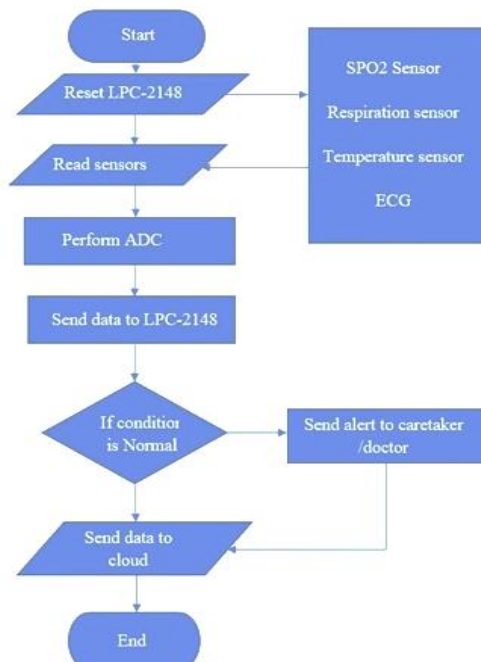 Start
Reset LPC-2148
SPO2 Sensor
Respiration sensor
Temperature sensor
ECG
Read sensors
Perform ADC
Send data to LPC-2148
If condition
is Normal
Send alert to caretaker
/doctor
Send data to
cloud
End